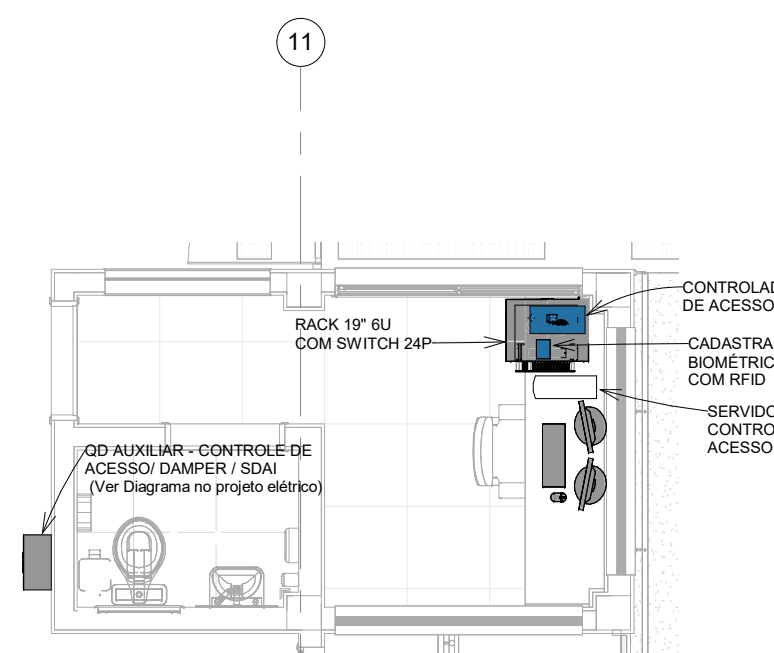 11
RACK 19" 6U
COM SWITCH 24P
CONTROLAD
DE ACESSO
CADASTRA
BIOMÉTRIC
COM RFID
SERVIDO
CONTRO
ACESSO
QD AUXILIAR - CONTROLE DE
ACESSO/ DAMPER / SDAI
(Ver Diagrama no projeto elétrico)